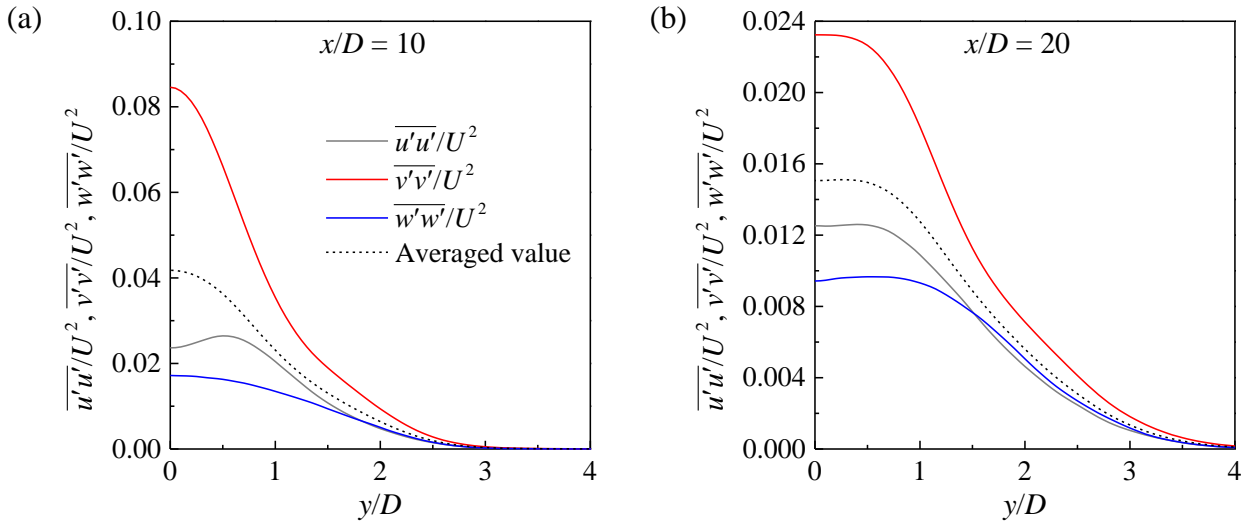 (a)
x/D = 10
u'u'/U², v'v'/U², w'w'/U²
0.10
0.08
0.06
0.04
0.02
0.00
u'u'/U²
v'v'/U²
w'w'/U²
Averaged value
0 1 2 3 4
y/D
(b)
x/D = 20
u'u'/U², v'v'/U², w'w'/U²
0.024
0.020
0.016
0.012
0.008
0.004
0.000
0 1 2 3 4
y/D